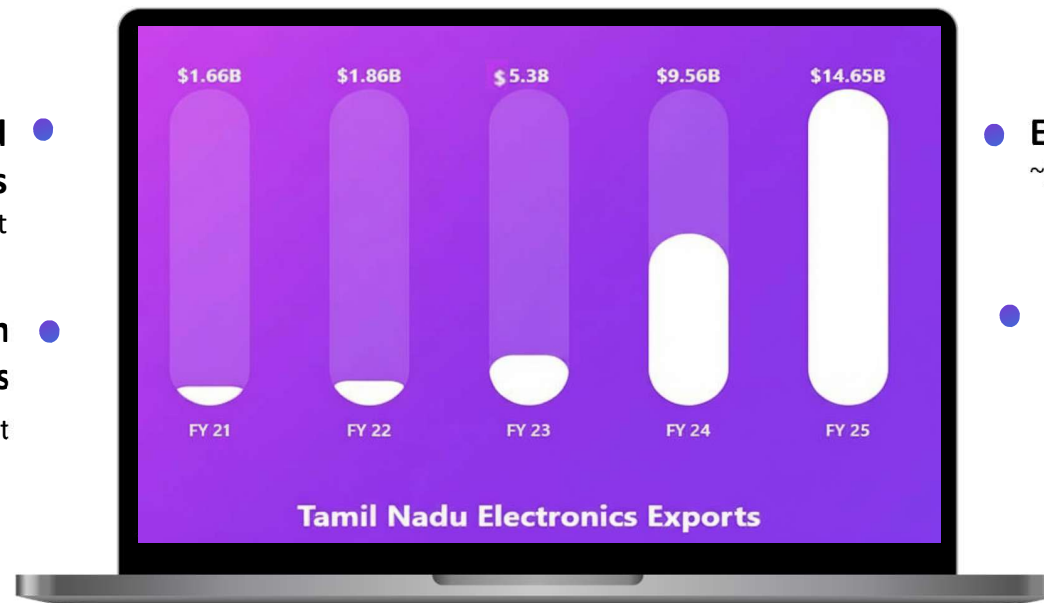 $1.66B $1.86B $5.3B $9.56B $14.65B
FY 21 FY 22 FY 23 FY 24 FY 25
Tamil Nadu Electronics Exports